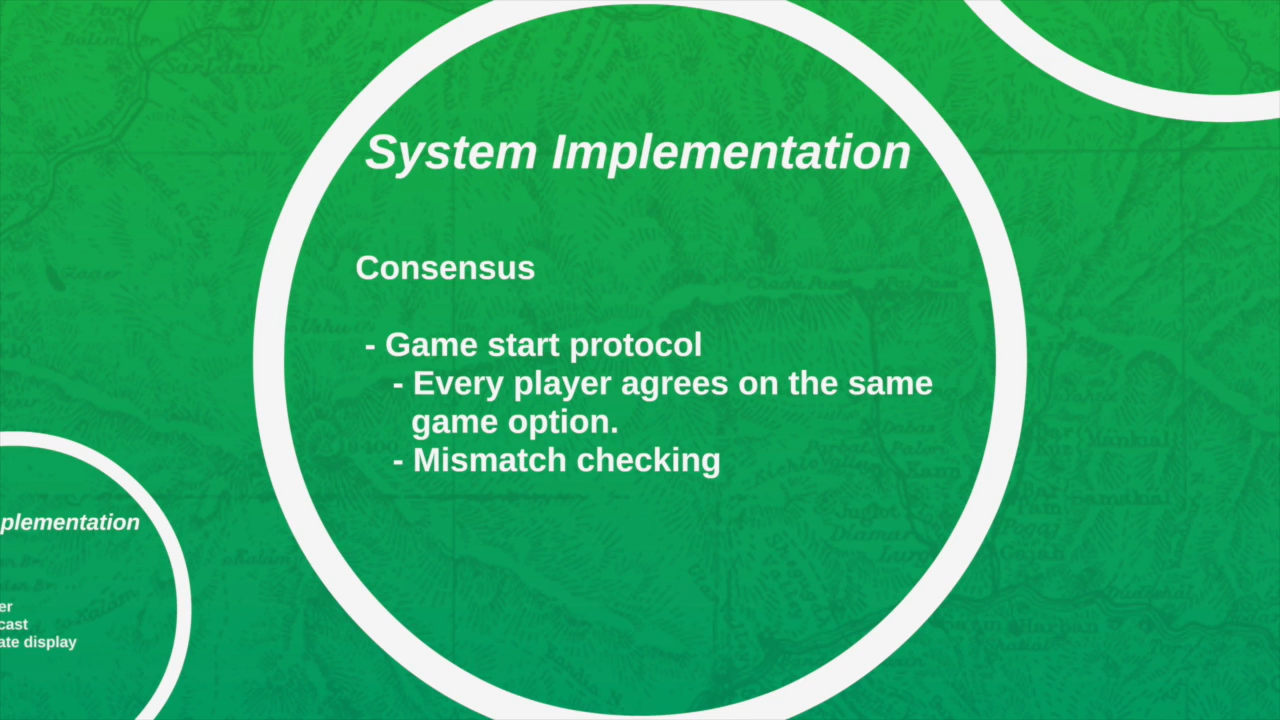 System Implementation
Consensus
- Game start protocol
- Every player agrees on the same
game option.
- Mismatch checking
plementation
er
cast
ate display